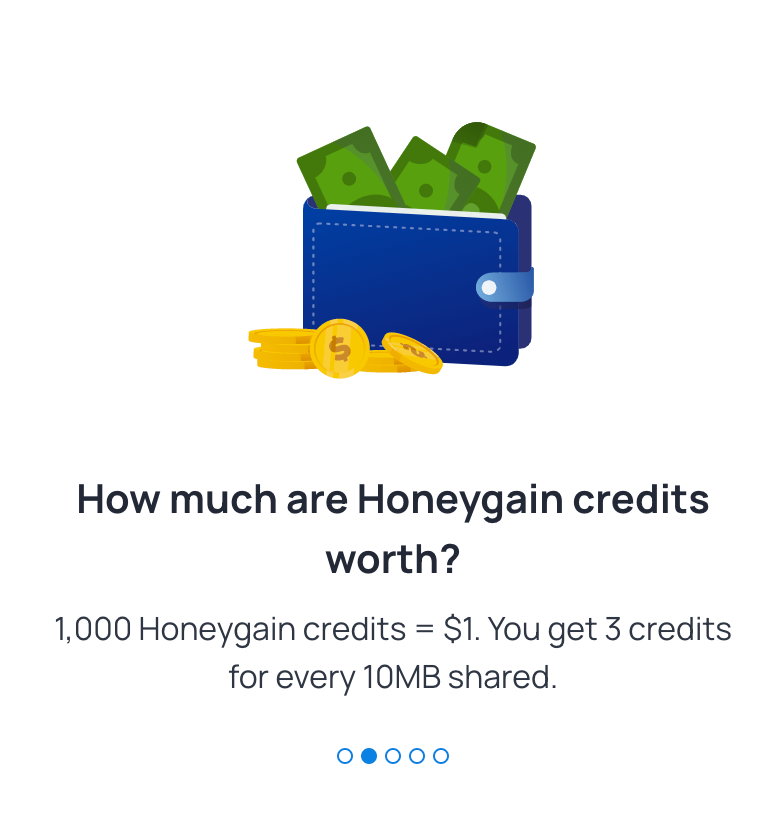 How much are Honeygain credits
worth?
1,000 Honeygain credits = $1. You get 3 credits
for every 10MB shared.